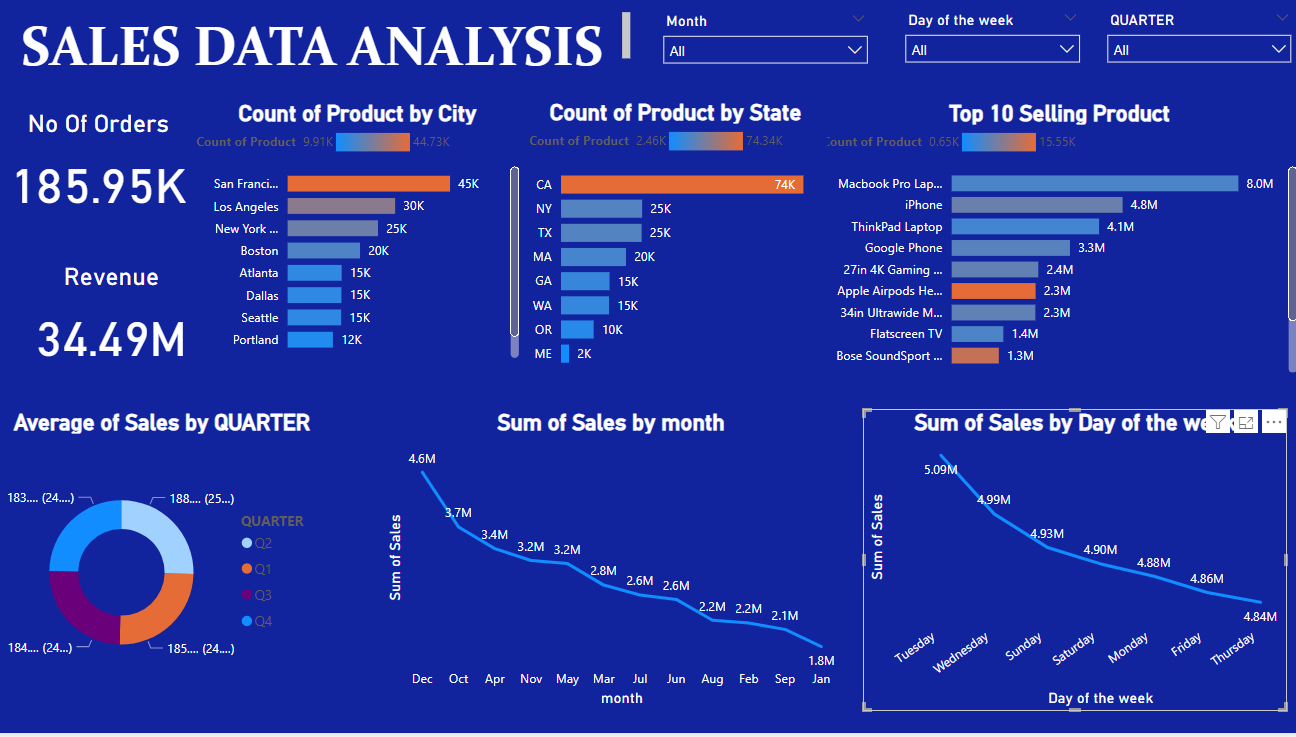 SALES DATA ANALYSIS
Month
All
Day of the week
All
QUARTER
All
No Of Orders
185.95K
Revenue
34.49M
Count of Product by City
Count of Product 9.91K 44.73K
San Franci... 45K
Los Angeles 30K
New York ... 25K
Boston 20K
Atlanta 15K
Dallas 15K
Seattle 15K
Portland 12K
Count of Product by State
Count of Product 2.46K 74.34K
CA 74K
NY 25K
TX 25K
MA 20K
GA 15K
WA 15K
OR 10K
ME 2K
Top 10 Selling Product
Count of Product 0.65K 15.55K
Macbook Pro Lap... 8.0M
iPhone 4.8M
ThinkPad Laptop 4.1M
Google Phone 3.3M
27in 4K Gaming ... 2.4M
Apple Airpods He... 2.3M
34in Ultrawide M... 2.3M
Flatscreen TV 1.4M
Bose SoundSport ... 1.3M
Average of Sales by QUARTER
183.... (24....) 188.... (25...)
184.... (24...) 185.... (24....)
QUARTER
Q2
Q1
Q3
Q4
Sum of Sales by month
Sum of Sales
4.6M
3.7M
3.4M
3.2M
3.2M
2.8M
2.6M
2.6M
2.2M
2.2M
2.1M
1.8M
Dec Oct Apr Nov May Mar Jul Jun Aug Feb Sep Jan
month
Sum of Sales by Day of the
Sum of Sales
5.09M
4.99M
4.93M
4.90M
4.88M
4.86M
4.84M
Tuesday Wednesday Sunday Saturday Monday Friday Thursday
Day of the week